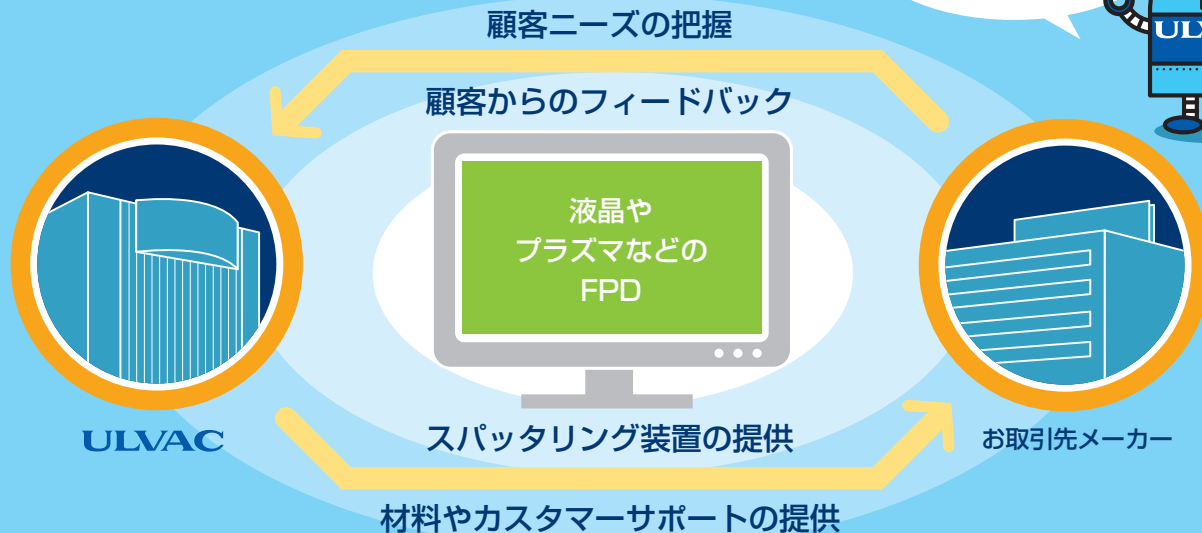 顧客ニーズの把握
顧客からのフィードバック
液晶や
プラズマなどの
FPD
ULVAC
スパッタリング装置の提供
お取引先メーカー
材料やカスタマーサポートの提供